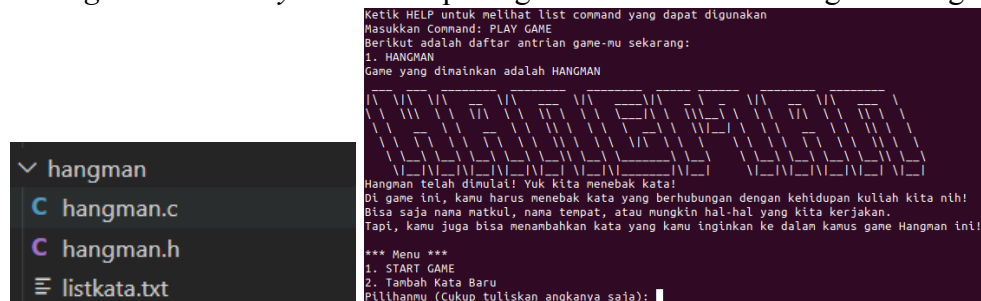 hangman
C hangman.c
C hangman.h
listkata.txt
Ketik HELP untuk melihat list command yang dapat digunakan
Masukkan Command: PLAY GAME
Berikut adalah daftar antrian game-mu sekarang:
1. HANGMAN
Game yang dimainkan adalah HANGMAN
HANGMAN
Hangman telah dimulai! Yuk kita menebak kata!
Di game ini, kamu harus menebak kata yang berhubungan dengan kehidupan kuliah kita nih!
Bisa saja nama matkul, nama tempat, atau mungkin hal-hal yang kita kerjakan.
Tapi, kamu juga bisa menambahkan kata yang kamu inginkan ke dalam kamus game Hangman ini!
*** Menu ***
1. START GAME
2. Tambah Kata Baru
Pilihanmu (Cukup tuliskan angkanya saja):